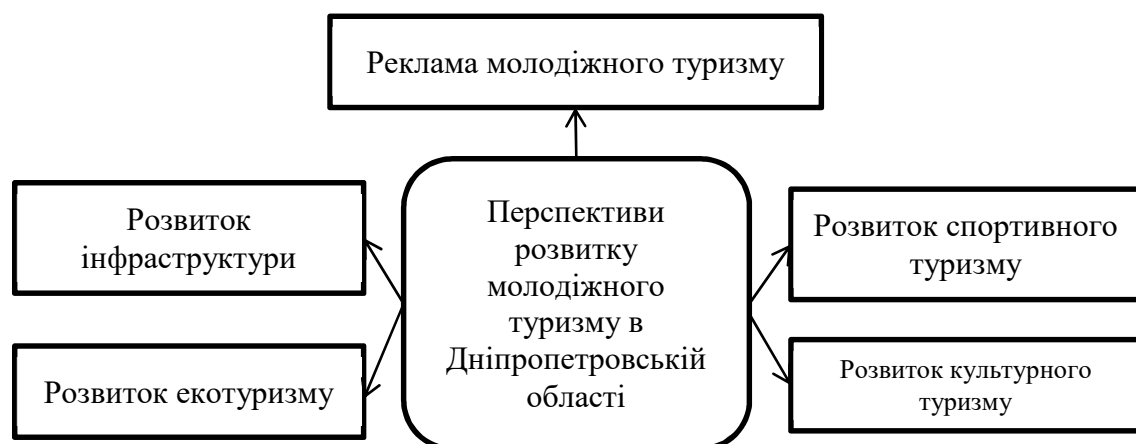 Реклама молодіжного туризму
Розвиток
інфраструктури
Розвиток екотуризму
Перспективи
розвитку
молодіжного
туризму в
Дніпропетровській
області
Розвиток спортивного
туризму
Розвиток культурного
туризму